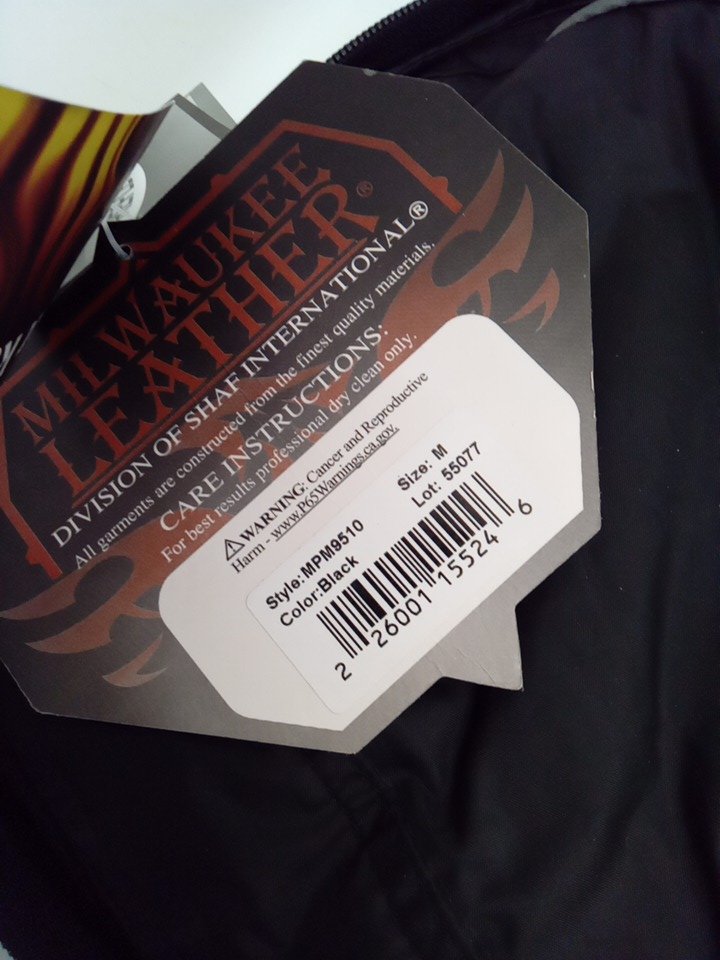 MILWAUKEE
LEATHER®
DIVISION OF SHAF INTERNATIONAL®
All garments are constructed from the finest quality materials.
CARE INSTRUCTIONS:
For best results professional dry clean only.
⚠WARNING: Cancer and Reproductive
Harm - www.P65Warnings.ca.gov.
Style:MPM9510 Size: M
Color:Black Lot: 55077
2 26001 15524 6